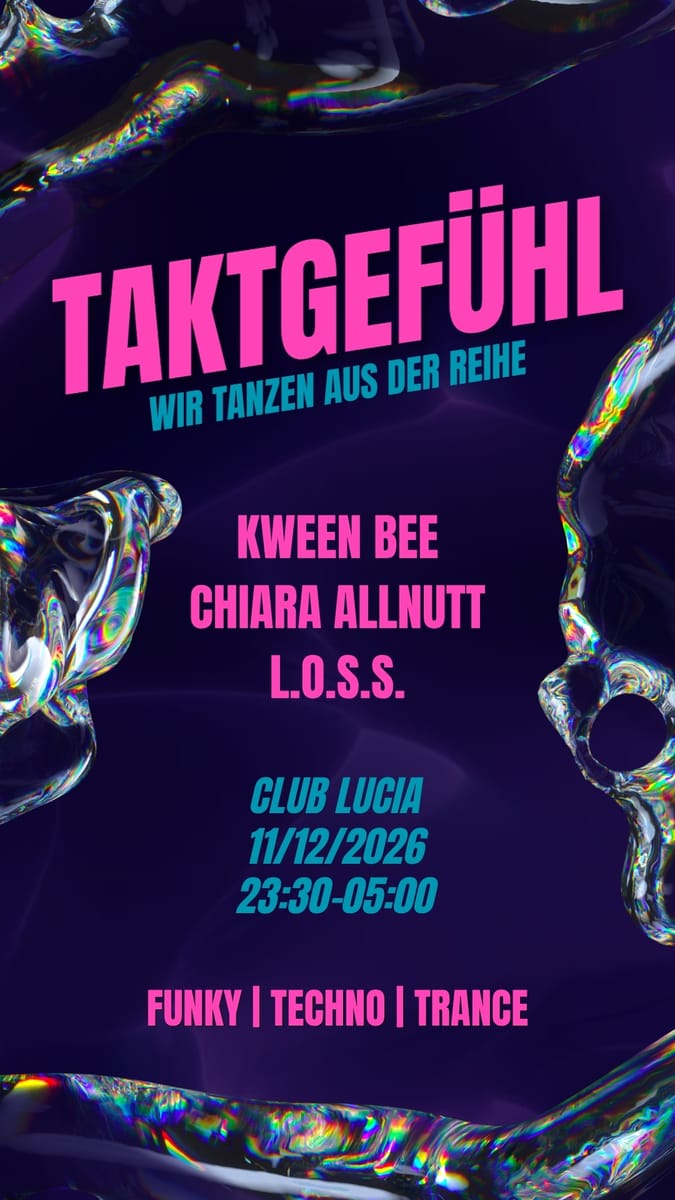 TAKTGEFÜHL
WIR TANZEN AUS DER REIHE
KWEEN BEE
CHIARA ALLNUTT
L.O.S.S.
CLUB LUCIA
11/12/2026
23:30-05:00
FUNKY | TECHNO | TRANCE